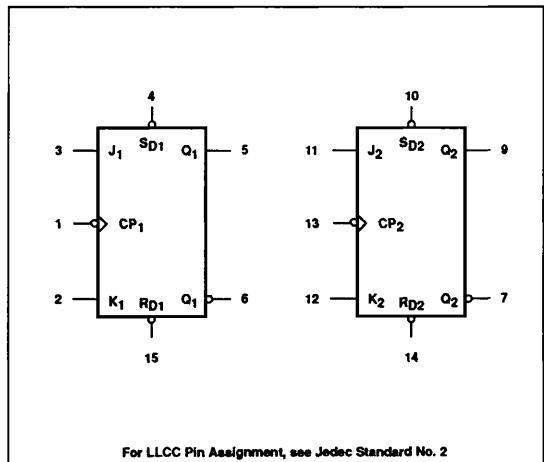 4 10
3 J1 SD1 Q1 5 11 J2 SD2 Q2 9
1 CP1 13 CP2
2 K1 RD1 Q1 6 12 K2 RD2 Q2 7
15 14
For LLCC Pin Assignment, see Jedec Standard No. 2